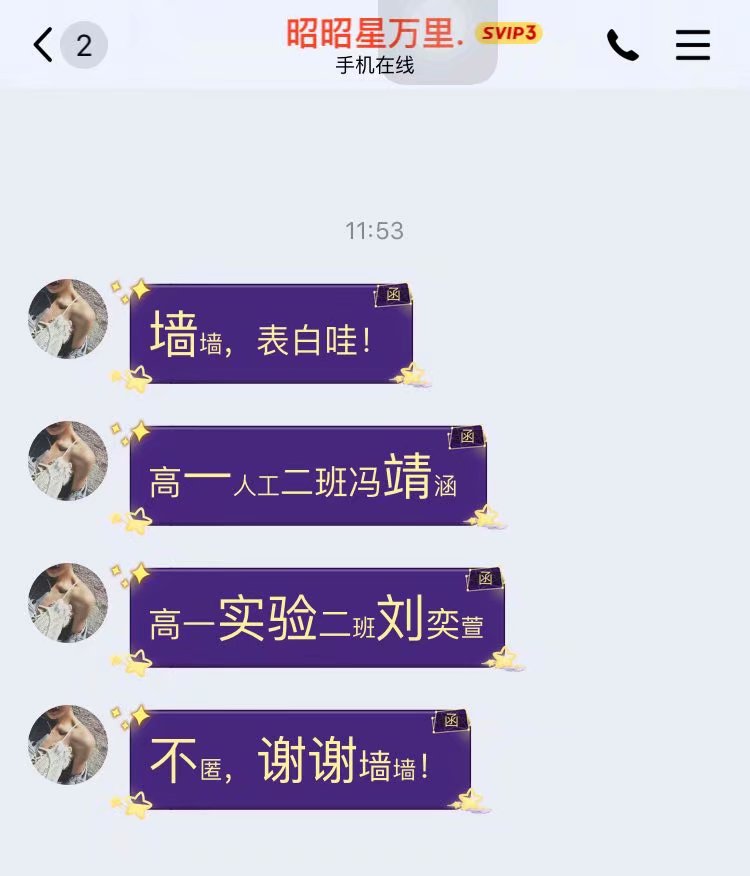 2
昭昭星万里.
SVIP3
手机在线
11:53
函
墙墙，表白哇！
函
高一人工二班冯靖涵
函
高一实验二班刘奕萱
函
不匿，谢谢墙墙！